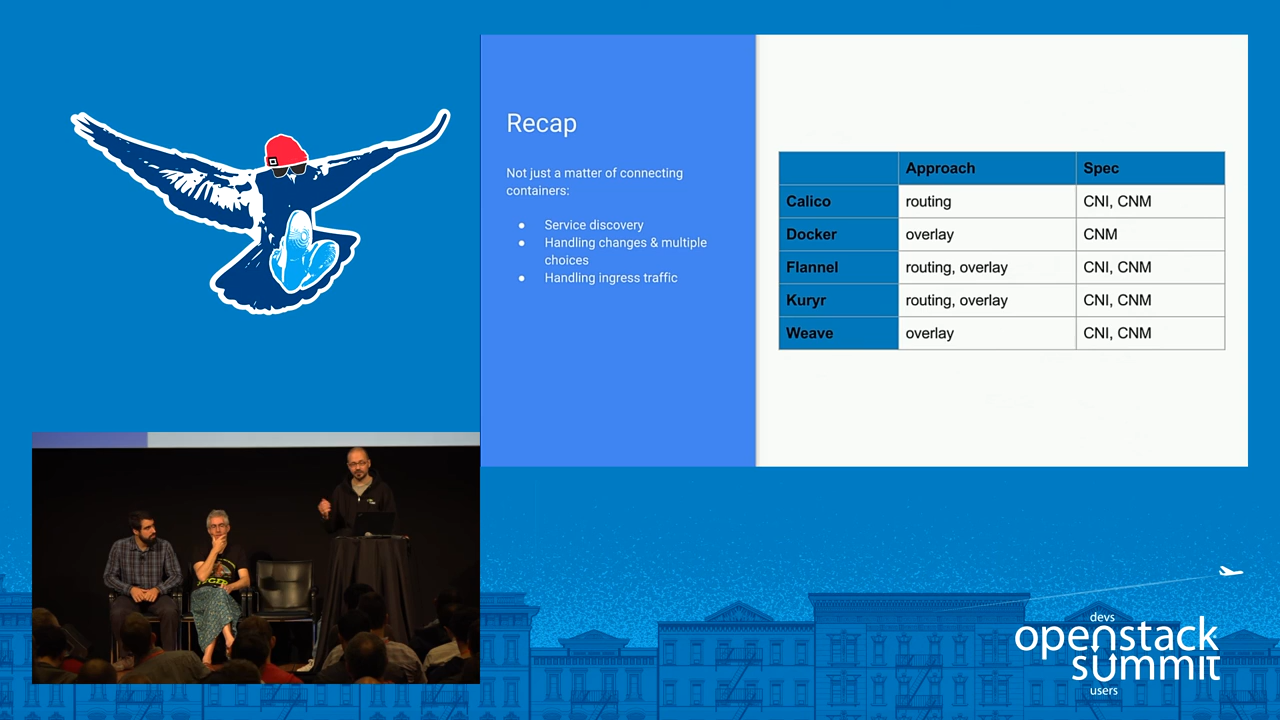 Recap
Not just a matter of connecting
containers:
● Service discovery
● Handling changes & multiple
choices
● Handling ingress traffic
Approach Spec
Calico routing CNI, CNM
Docker overlay CNM
Flannel routing, overlay CNI, CNM
Kuryr routing, overlay CNI, CNM
Weave overlay CNI, CNM
devs
openstack
summit
users